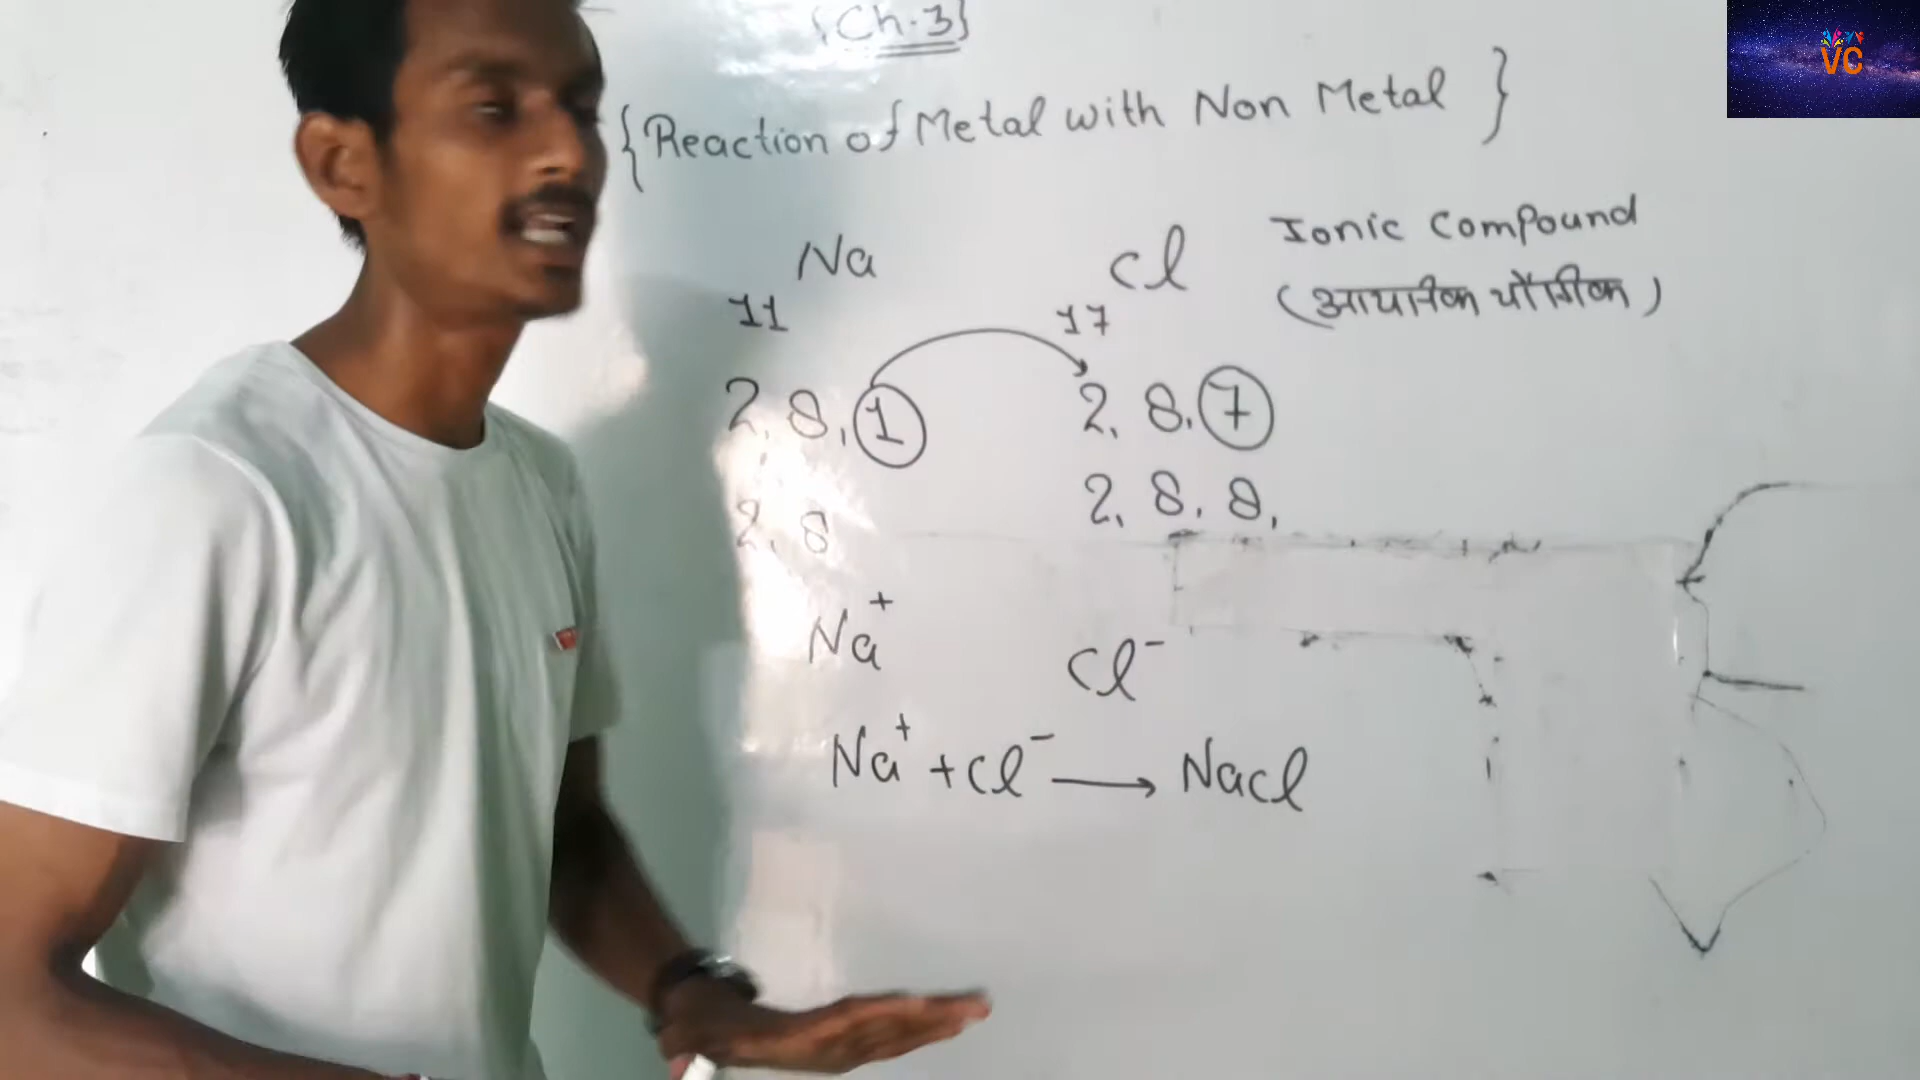 {Ch.3}
{Reaction of Metal with Non Metal}
Na Cl Ionic Compound
11 17 (आयानिक यौगिक)
2, 8, 1 2, 8, 7
2, 8 2, 8, 8,
Na+ Cl-
Na+ + Cl- → Nacl
VC